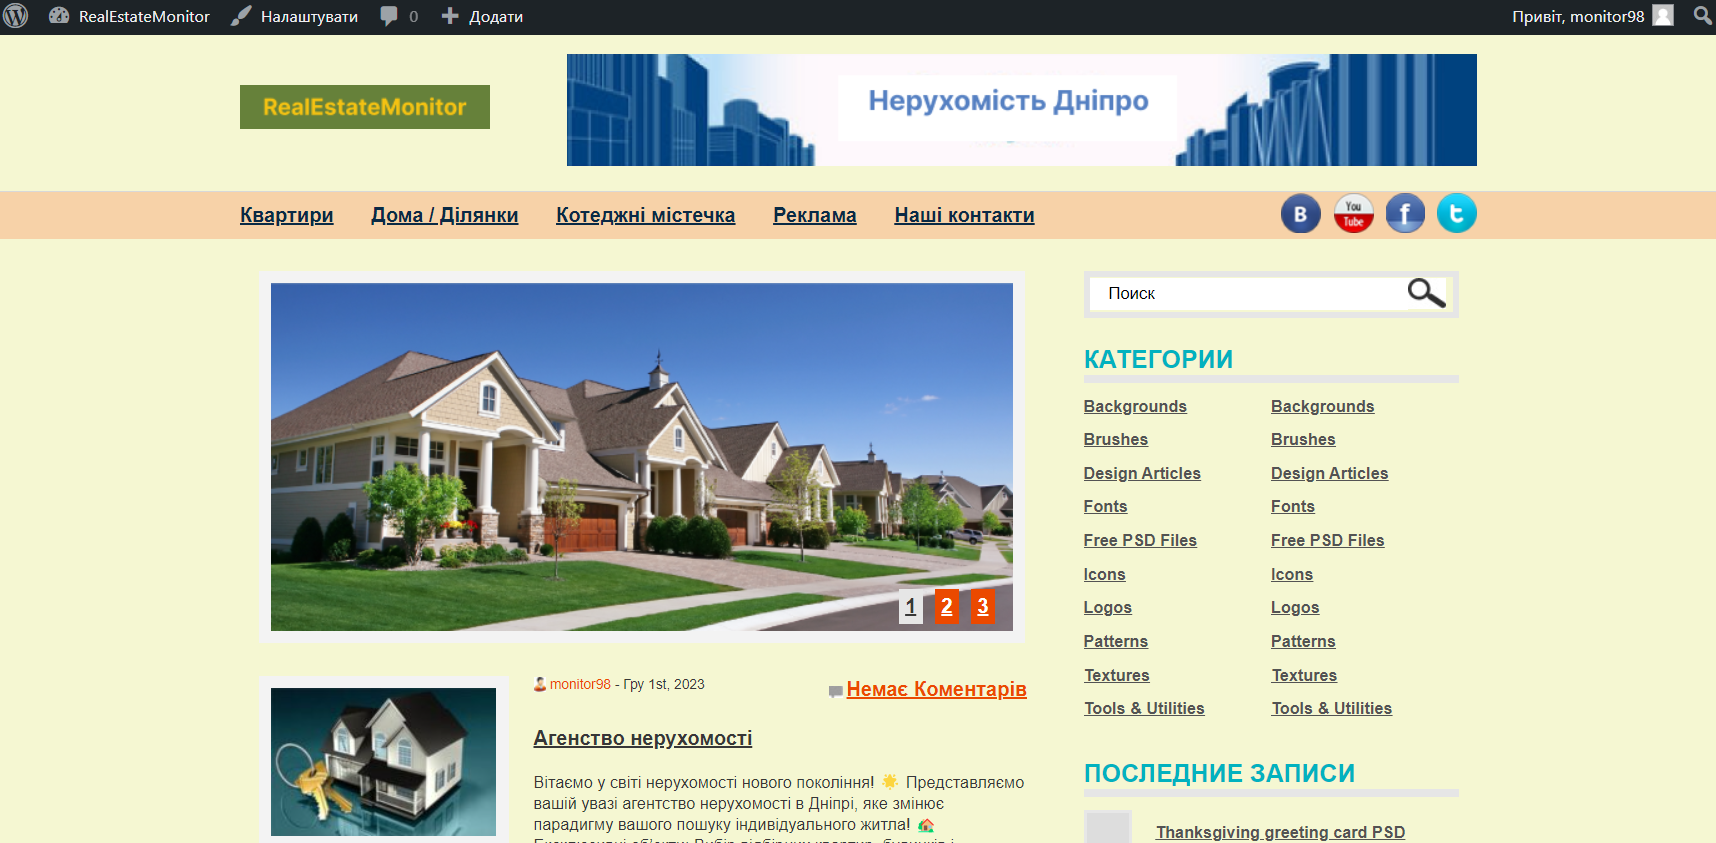 RealEstateMonitor Налаштувати 0 Додати Привіт, monitor98
RealEstateMonitor
Нерухомість Дніпро
Квартири Дома / Ділянки Котеджні містечка Реклама Наші контакти
B You Tube f t
Поиск
1 2 3
КАТЕГОРИИ
Backgrounds Backgrounds
Brushes Brushes
Design Articles Design Articles
Fonts Fonts
Free PSD Files Free PSD Files
Icons Icons
Logos Logos
Patterns Patterns
Textures Textures
Tools & Utilities Tools & Utilities
monitor98 - Гру 1st, 2023 Немає Коментарів
Агенство нерухомості
Вітаємо у світі нерухомості нового покоління! 🌟 Представляємо
вашій увазі агентство нерухомості в Дніпрі, яке змінює
парадигму вашого пошуку індивідуального житла! 🏠
ПОСЛЕДНИЕ ЗАПИСИ
Thanksgiving greeting card PSD